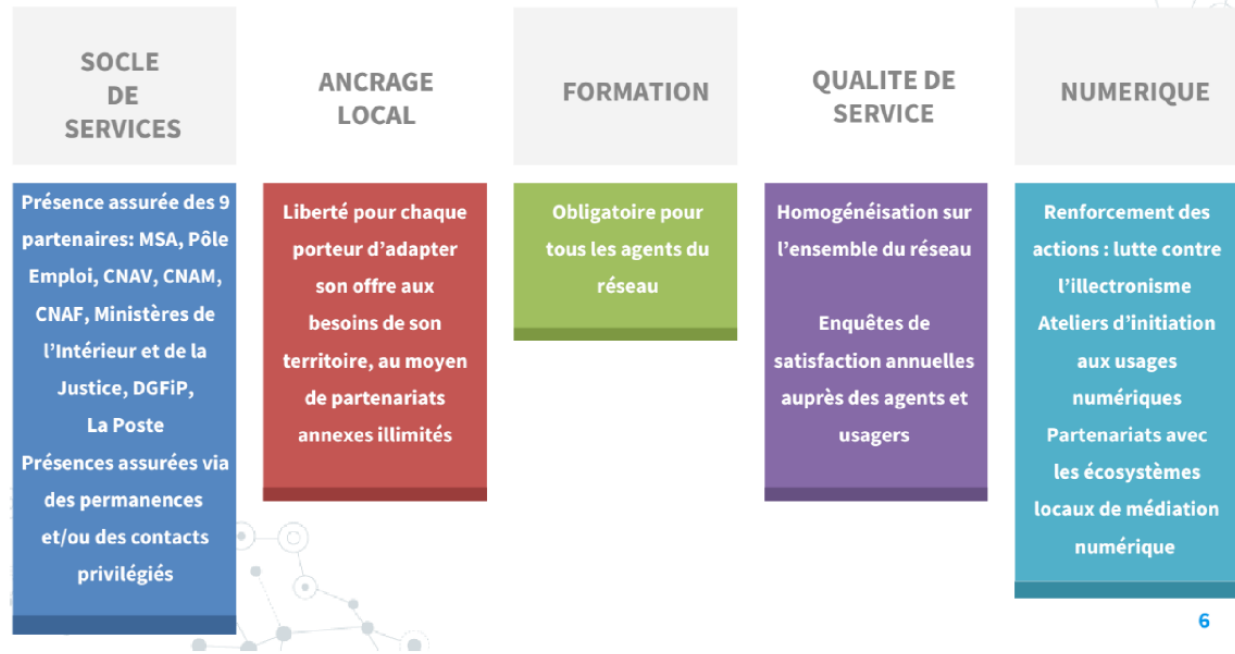 SOCLE
DE
SERVICES
Présence assurée des 9
partenaires: MSA, Pôle
Emploi, CNAV, CNAM,
CNAF, Ministères de
l'Intérieur et de la
Justice, DGFiP,
La Poste
Présences assurées via
des permanences
et/ou des contacts
privilégiés
ANCRAGE
LOCAL
Liberté pour chaque
porteur d'adapter
son offre aux
besoins de son
territoire, au moyen
de partenariats
annexes illimités
FORMATION
Obligatoire pour
tous les agents du
réseau
QUALITE DE
SERVICE
Homogénéisation sur
l'ensemble du réseau
Enquêtes de
satisfaction annuelles
auprès des agents et
usagers
NUMERIQUE
Renforcement des
actions : lutte contre
l'illectronisme
Ateliers d'initiation
aux usages
numériques
Partenariats avec
les écosystèmes
locaux de médiation
numérique
6